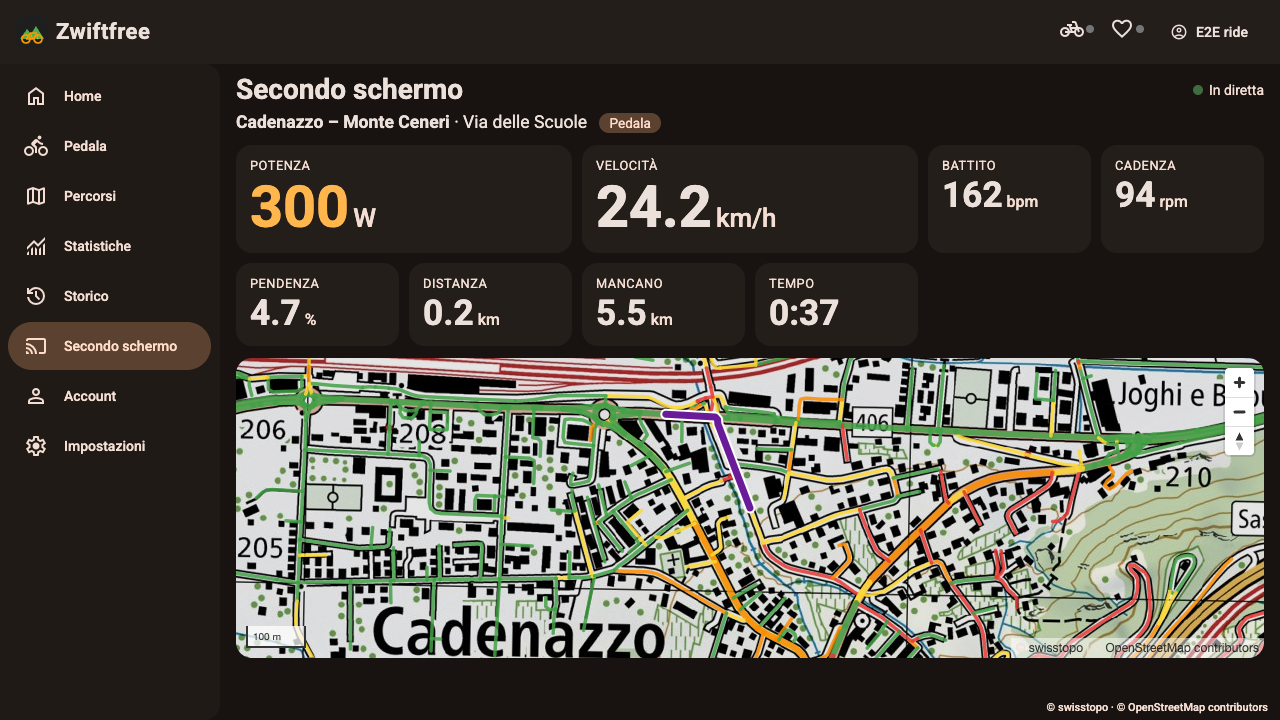 Zwiftfree
E2E ride
Home
Pedala
Percorsi
Statistiche
Storico
Secondo schermo
Account
Impostazioni
Secondo schermo
In diretta
Cadenazzo – Monte Ceneri · Via delle Scuole
Pedala
POTENZA
300 W
VELOCITÀ
24.2 km/h
BATTITO
162 bpm
CADENZA
94 rpm
PENDENZA
4.7 %
DISTANZA
0.2 km
MANCANO
5.5 km
TEMPO
0:37
Joghi e B
206
208
406
210
205
Sas
Cadenazzo
100 m
swisstopo
OpenStreetMap contributors
© swisstopo · © OpenStreetMap contributors